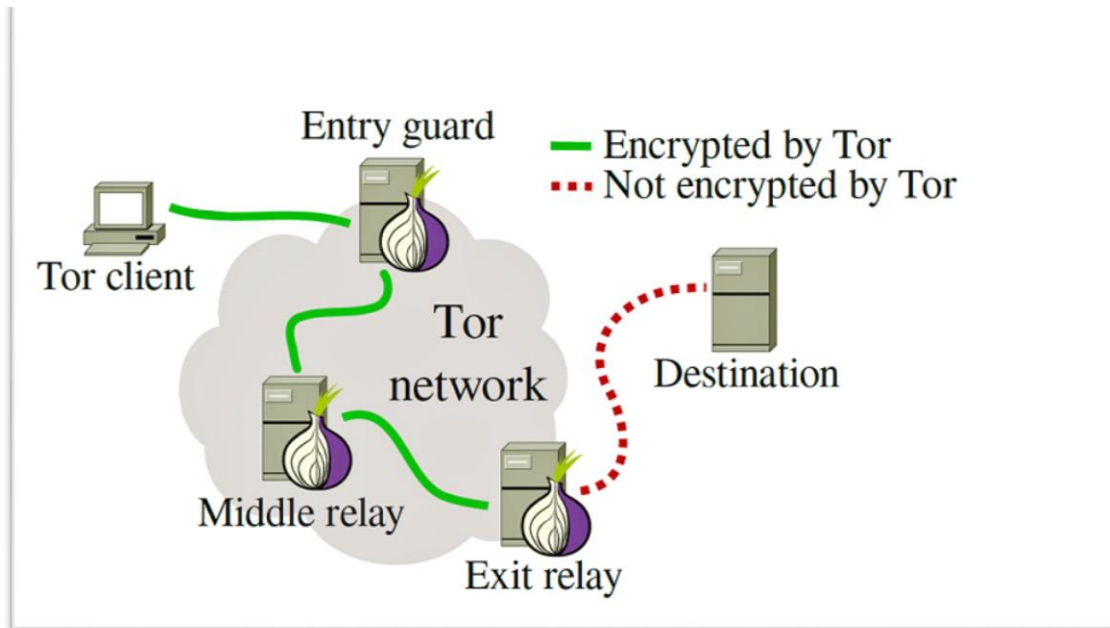 Entry guard
Encrypted by Tor
Not encrypted by Tor
Tor client
Tor
network
Destination
Middle relay
Exit relay